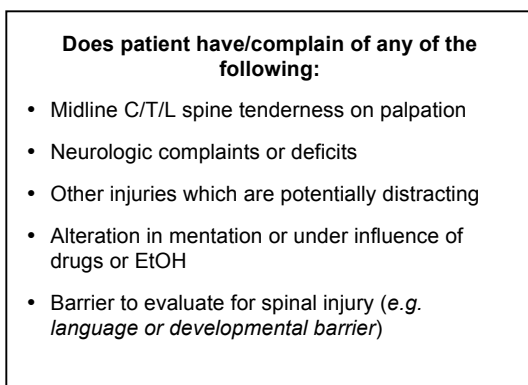 Does patient have/complain of any of the
following:
• Midline C/T/L spine tenderness on palpation
• Neurologic complaints or deficits
• Other injuries which are potentially distracting
• Alteration in mentation or under influence of
drugs or EtOH
• Barrier to evaluate for spinal injury (e.g.
language or developmental barrier)